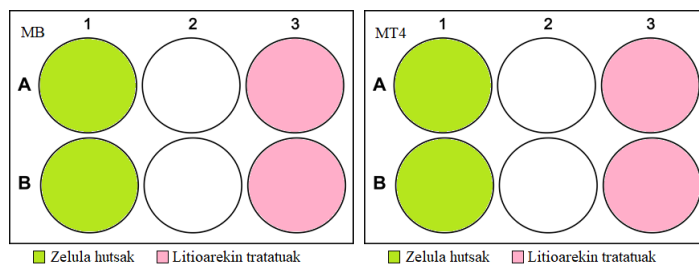 MB 1 2 3
A
B
Zelula hutsak Litioarekin tratatuak
MT4 1 2 3
A
B
Zelula hutsak Litioarekin tratatuak